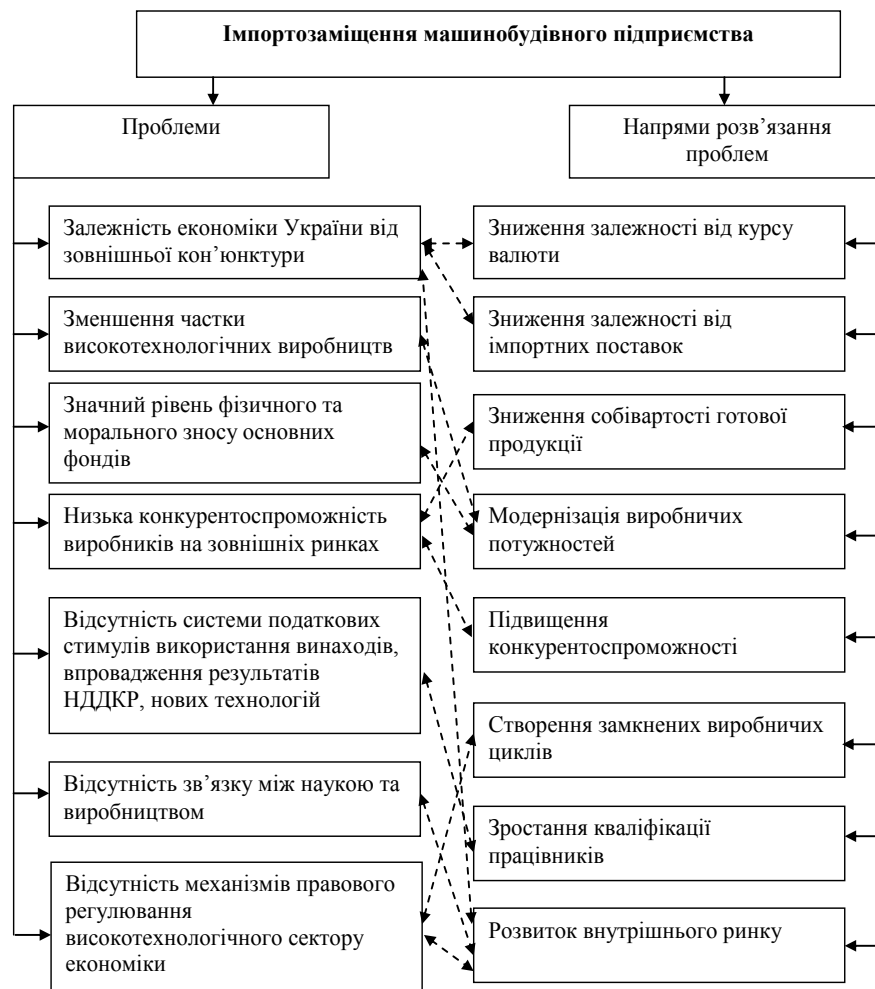 Імпортозаміщення машинобудівного підприємства
Проблеми
Напрями розв’язання
проблем
Залежність економіки України від
зовнішньої кон’юнктури
Зменшення частки
високотехнологічних виробництв
Значний рівень фізичного та
морального зносу основних
фондів
Низька конкурентоспроможність
виробників на зовнішніх ринках
Відсутність системи податкових
стимулів використання винаходів,
впровадження результатів
НДДКР, нових технологій
Відсутність зв’язку між наукою та
виробництвом
Відсутність механізмів правового
регулювання
високотехнологічного сектору
економіки
Зниження залежності від курсу
валюти
Зниження залежності від
імпортних поставок
Зниження собівартості готової
продукції
Модернізація виробничих
потужностей
Підвищення
конкурентоспроможності
Створення замкнених виробничих
циклів
Зростання кваліфікації
працівників
Розвиток внутрішнього ринку